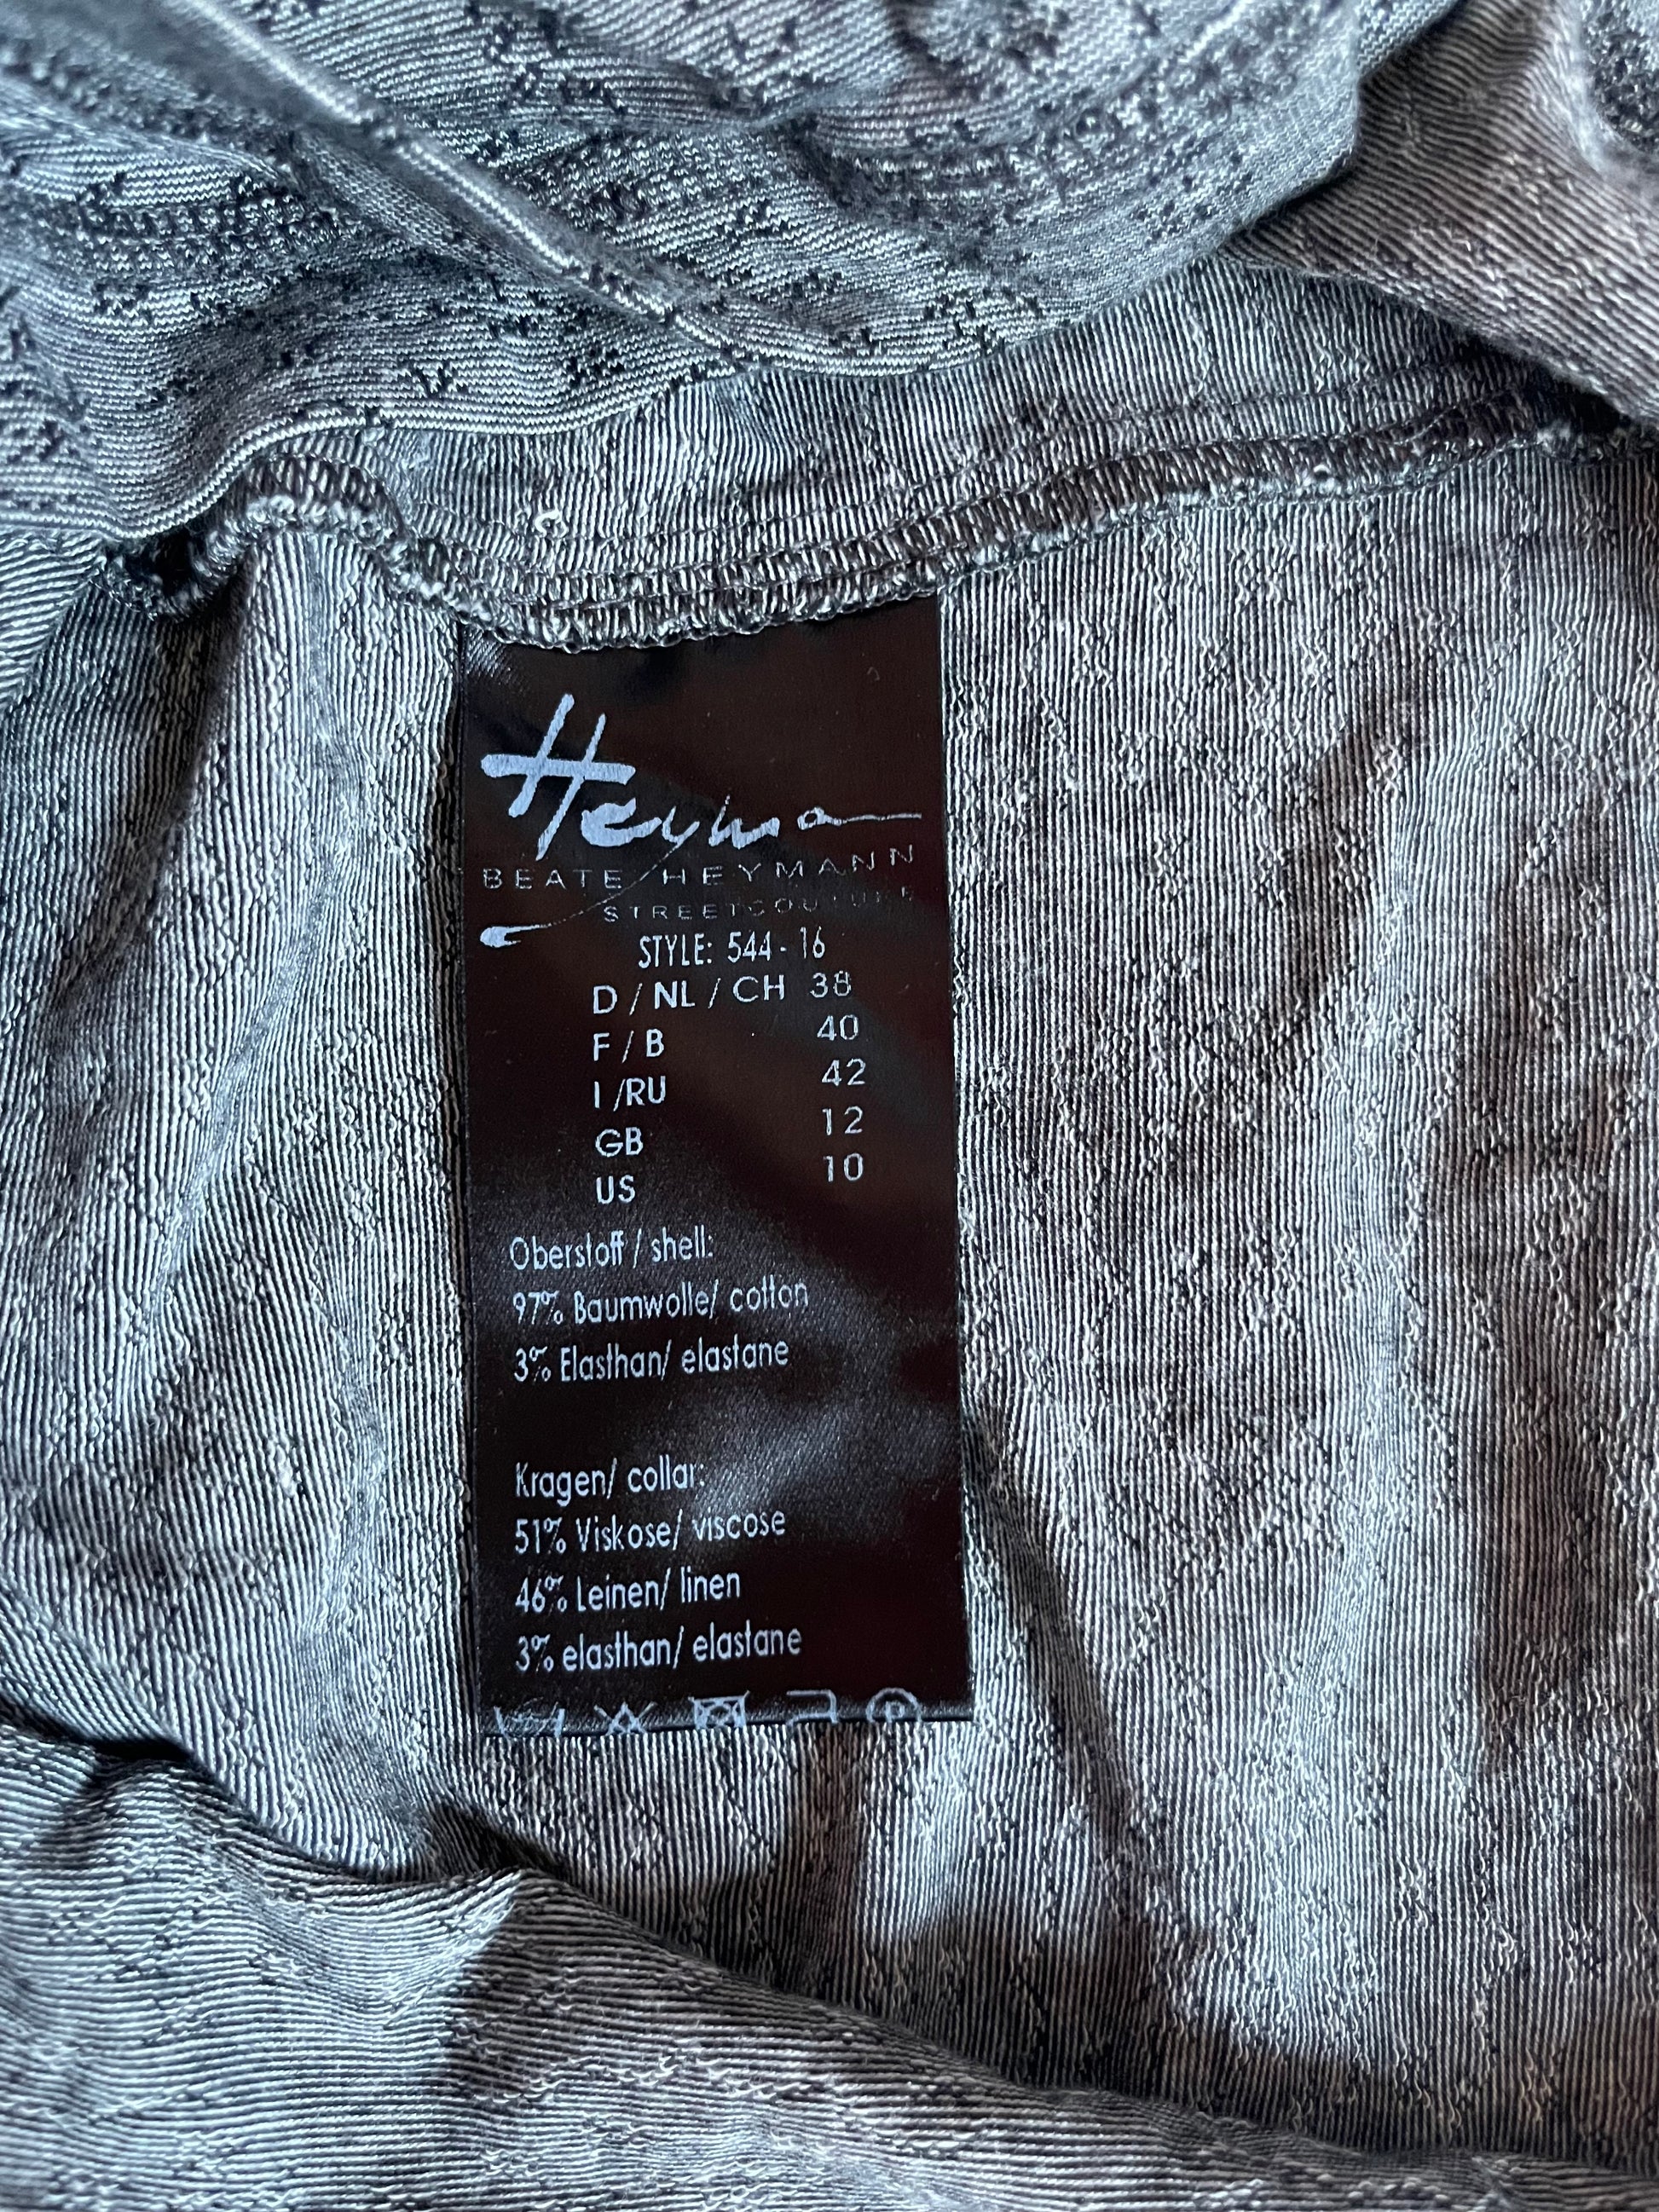 Heyman
BEATE HEYMANN
STREETCOUTURE
STYLE: 544-16
D / NL / CH 38
F / B 40
I /RU 42
GB 12
US 10
Oberstoff / shell:
97% Baumwolle/ cotton
3% Elasthan/ elastane
Kragen/ collar:
51% Viskose/ viscose
46% Leinen/ linen
3% elasthan/ elastane
P